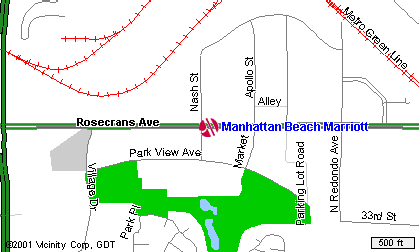 Metro Green Line
Nash St
Apollo St
Alley
Rosecrans Ave
Manhattan Beach Marriott
Park View Ave
Market
Village Dr
Park Pl
Parking Lot Road
N Redondo Ave
33rd St
©2001 Vicinity Corp, GDT
500 ft